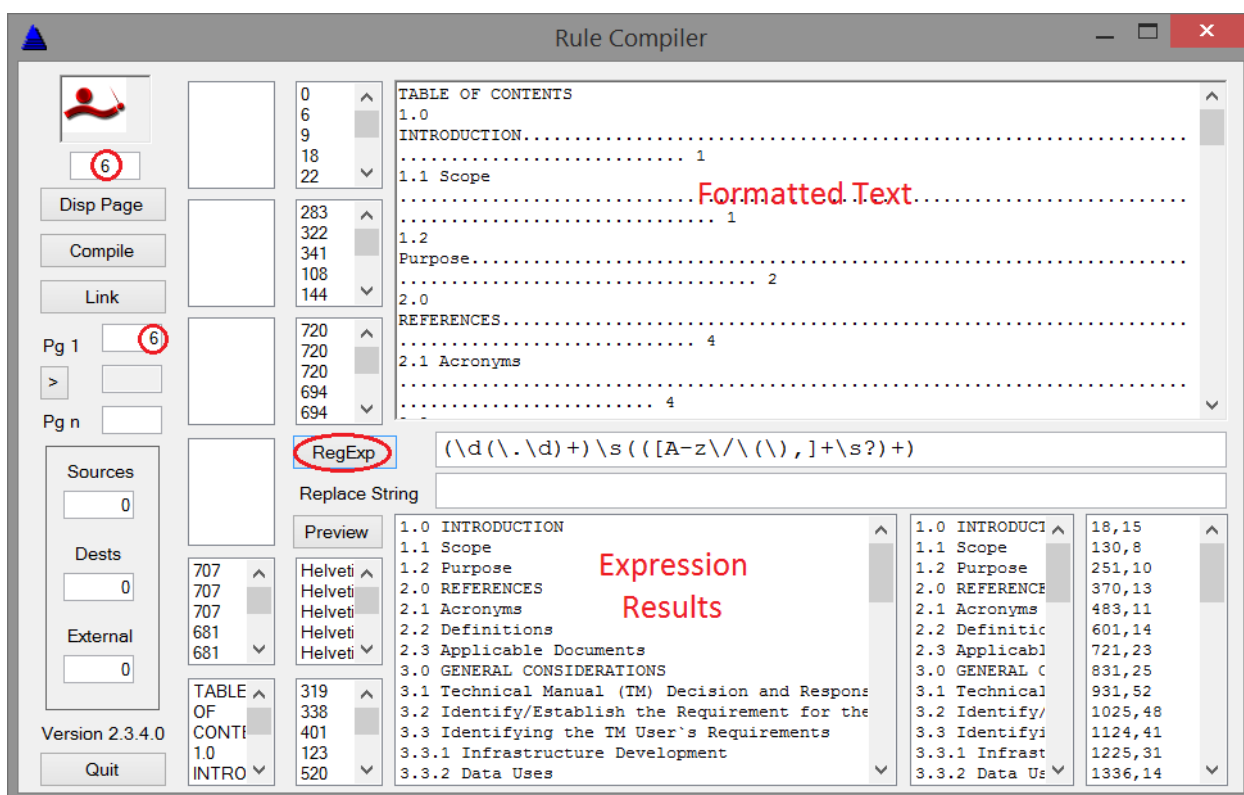 Rule Compiler
6
Disp Page
Compile
Link
Pg 1
6
>
Pg n
Sources
0
Dests
0
External
0
Version 2.3.4.0
Quit
707
707
707
681
681
TABLE
OF
CONTE
1.0
INTRO
0
6
9
18
22
283
322
341
108
144
720
720
720
694
694
TABLE OF CONTENTS
1.0
INTRODUCTION.................................................................
............................ 1
1.1 Scope
.............................................................................
............................... 1
1.2
Purpose......................................................................
................................... 2
2.0
REFERENCES...................................................................
............................. 4
2.1 Acronyms
.............................................................................
......................... 4
Formatted Text
RegExp
(\d(\.\d)+)\s(([A-z\/\(\),]+\s?)+)
Replace String
Preview
Helveti
Helveti
Helveti
Helveti
Helveti
319
338
401
123
520
1.0 INTRODUCTION
1.1 Scope
1.2 Purpose
2.0 REFERENCES
2.1 Acronyms
2.2 Definitions
2.3 Applicable Documents
3.0 GENERAL CONSIDERATIONS
3.1 Technical Manual (TM) Decision and Respons
3.2 Identify/Establish the Requirement for the
3.3 Identifying the TM User`s Requirements
3.3.1 Infrastructure Development
3.3.2 Data Uses
Expression
Results
1.0 INTRODUCT
1.1 Scope
1.2 Purpose
2.0 REFERENCE
2.1 Acronyms
2.2 Definitic
2.3 Applicabl
3.0 GENERAL C
3.1 Technical
3.2 Identify/
3.3 Identifyi
3.3.1 Infrast
3.3.2 Data Us
18,15
130,8
251,10
370,13
483,11
601,14
721,23
831,25
931,52
1025,48
1124,41
1225,31
1336,14